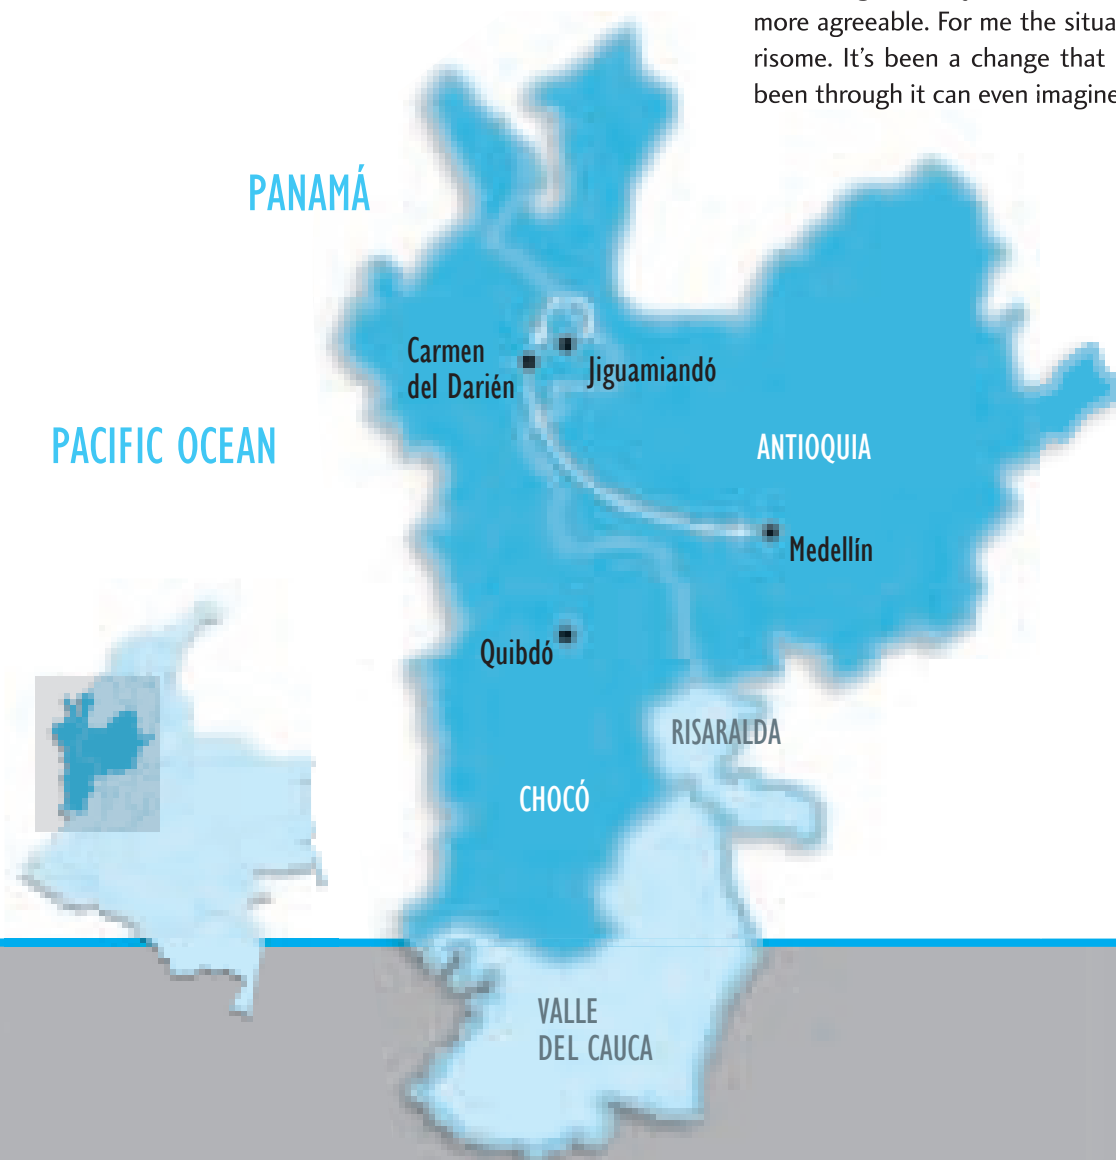 more agreeable. For me the situa
risome. It's been a change that
been through it can even imagine
PANAMÁ
Carmen
del Darién
Jiguamiandó
PACIFIC OCEAN
ANTIOQUIA
Medellín
Quibdó
RISARALDA
CHOCÓ
VALLE
DEL CAUCA